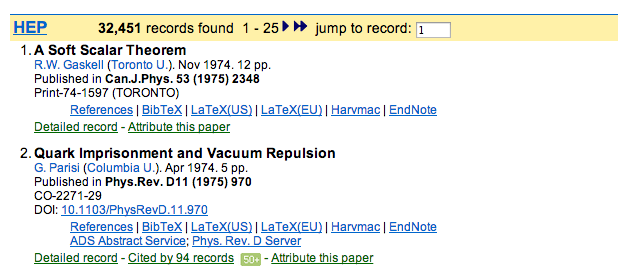 HEP 32,451 records found 1 - 25 jump to record: 1
1. A Soft Scalar Theorem
R.W. Gaskell (Toronto U.). Nov 1974. 12 pp.
Published in Can.J.Phys. 53 (1975) 2348
Print-74-1597 (TORONTO)
References | BibTeX | LaTeX(US) | LaTeX(EU) | Harvmac | EndNote
Detailed record - Attribute this paper
2. Quark Imprisonment and Vacuum Repulsion
G. Parisi (Columbia U.). Apr 1974. 5 pp.
Published in Phys.Rev. D11 (1975) 970
CO-2271-29
DOI: 10.1103/PhysRevD.11.970
References | BibTeX | LaTeX(US) | LaTeX(EU) | Harvmac | EndNote
ADS Abstract Service; Phys. Rev. D Server
Detailed record - Cited by 94 records 50+ - Attribute this paper